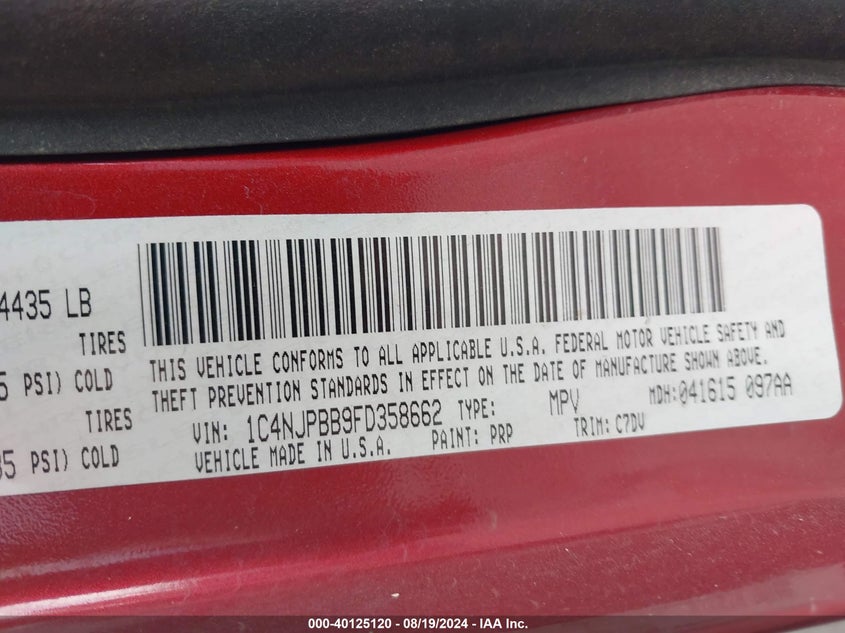 4435 LB
TIRES
5 PSI) COLD
TIRES
35 PSI) COLD
THIS VEHICLE CONFORMS TO ALL APPLICABLE U.S.A. FEDERAL MOTOR VEHICLE SAFETY AND
THEFT PREVENTION STANDARDS IN EFFECT ON THE DATE OF MANUFACTURE SHOWN ABOVE.
VIN: 1C4NJPBB9FD358662 TYPE: MPV MDH:041615 097AA
VEHICLE MADE IN U.S.A. PAINT: PRP TRIM: C7DV
000-40125120 - 08/19/2024 - IAA Inc.